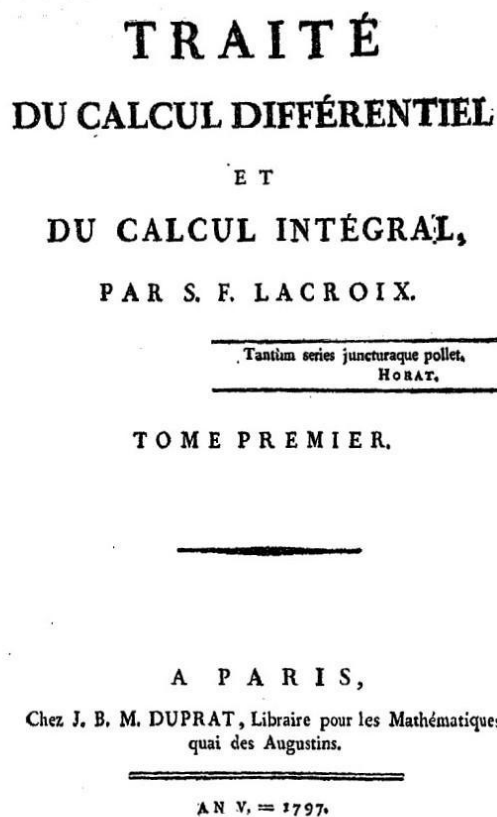 TRAITÉ
DU CALCUL DIFFÉRENTIEL
ET
DU CALCUL INTÉGRAL,
PAR S. F. LACROIX.
Tantùm series juncturaque pollet.
HORAT.
TOME PREMIER.
A PARIS,
Chez J. B. M. DUPRAT, Libraire pour les Mathématiques
quai des Augustins.
AN V, = 1797.